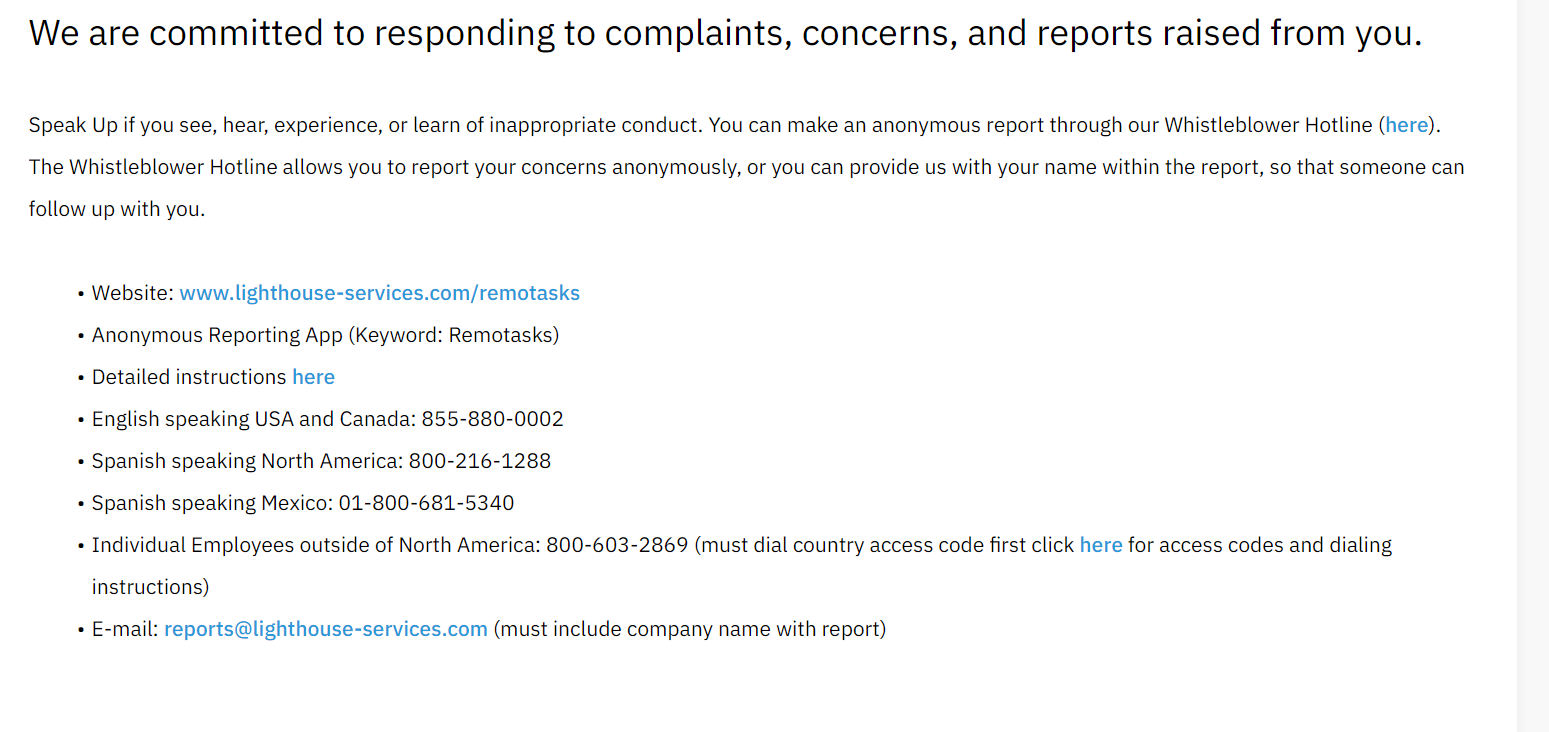 We are committed to responding to complaints, concerns, and reports raised from you.
Speak Up if you see, hear, experience, or learn of inappropriate conduct. You can make an anonymous report through our Whistleblower Hotline (here).
The Whistleblower Hotline allows you to report your concerns anonymously, or you can provide us with your name within the report, so that someone can
follow up with you.
• Website: www.lighthouse-services.com/remotasks
• Anonymous Reporting App (Keyword: Remotasks)
• Detailed instructions here
• English speaking USA and Canada: 855-880-0002
• Spanish speaking North America: 800-216-1288
• Spanish speaking Mexico: 01-800-681-5340
• Individual Employees outside of North America: 800-603-2869 (must dial country access code first click here for access codes and dialing
instructions)
• E-mail: reports@lighthouse-services.com (must include company name with report)